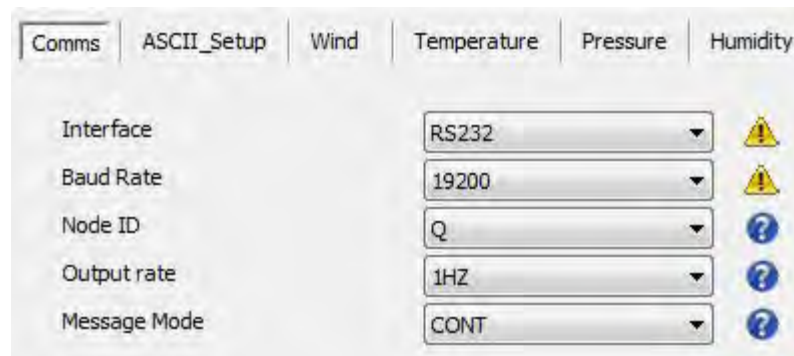 Comms ASCII_Setup Wind Temperature Pressure Humidity
Interface RS232
Baud Rate 19200
Node ID Q
Output rate 1HZ
Message Mode CONT